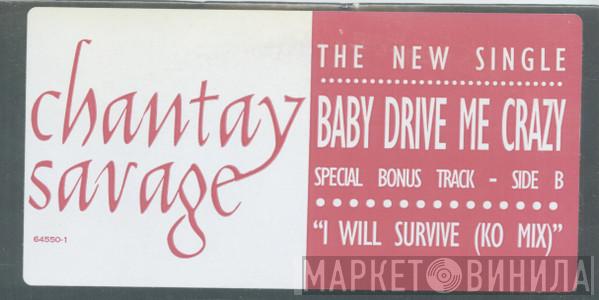 chantay
savage
64550-1
THE NEW SINGLE
BABY DRIVE ME CRAZY
SPECIAL BONUS TRACK - SIDE B
"I WILL SURVIVE (KO MIX)"
МАРКЕТ ВИНИЛА